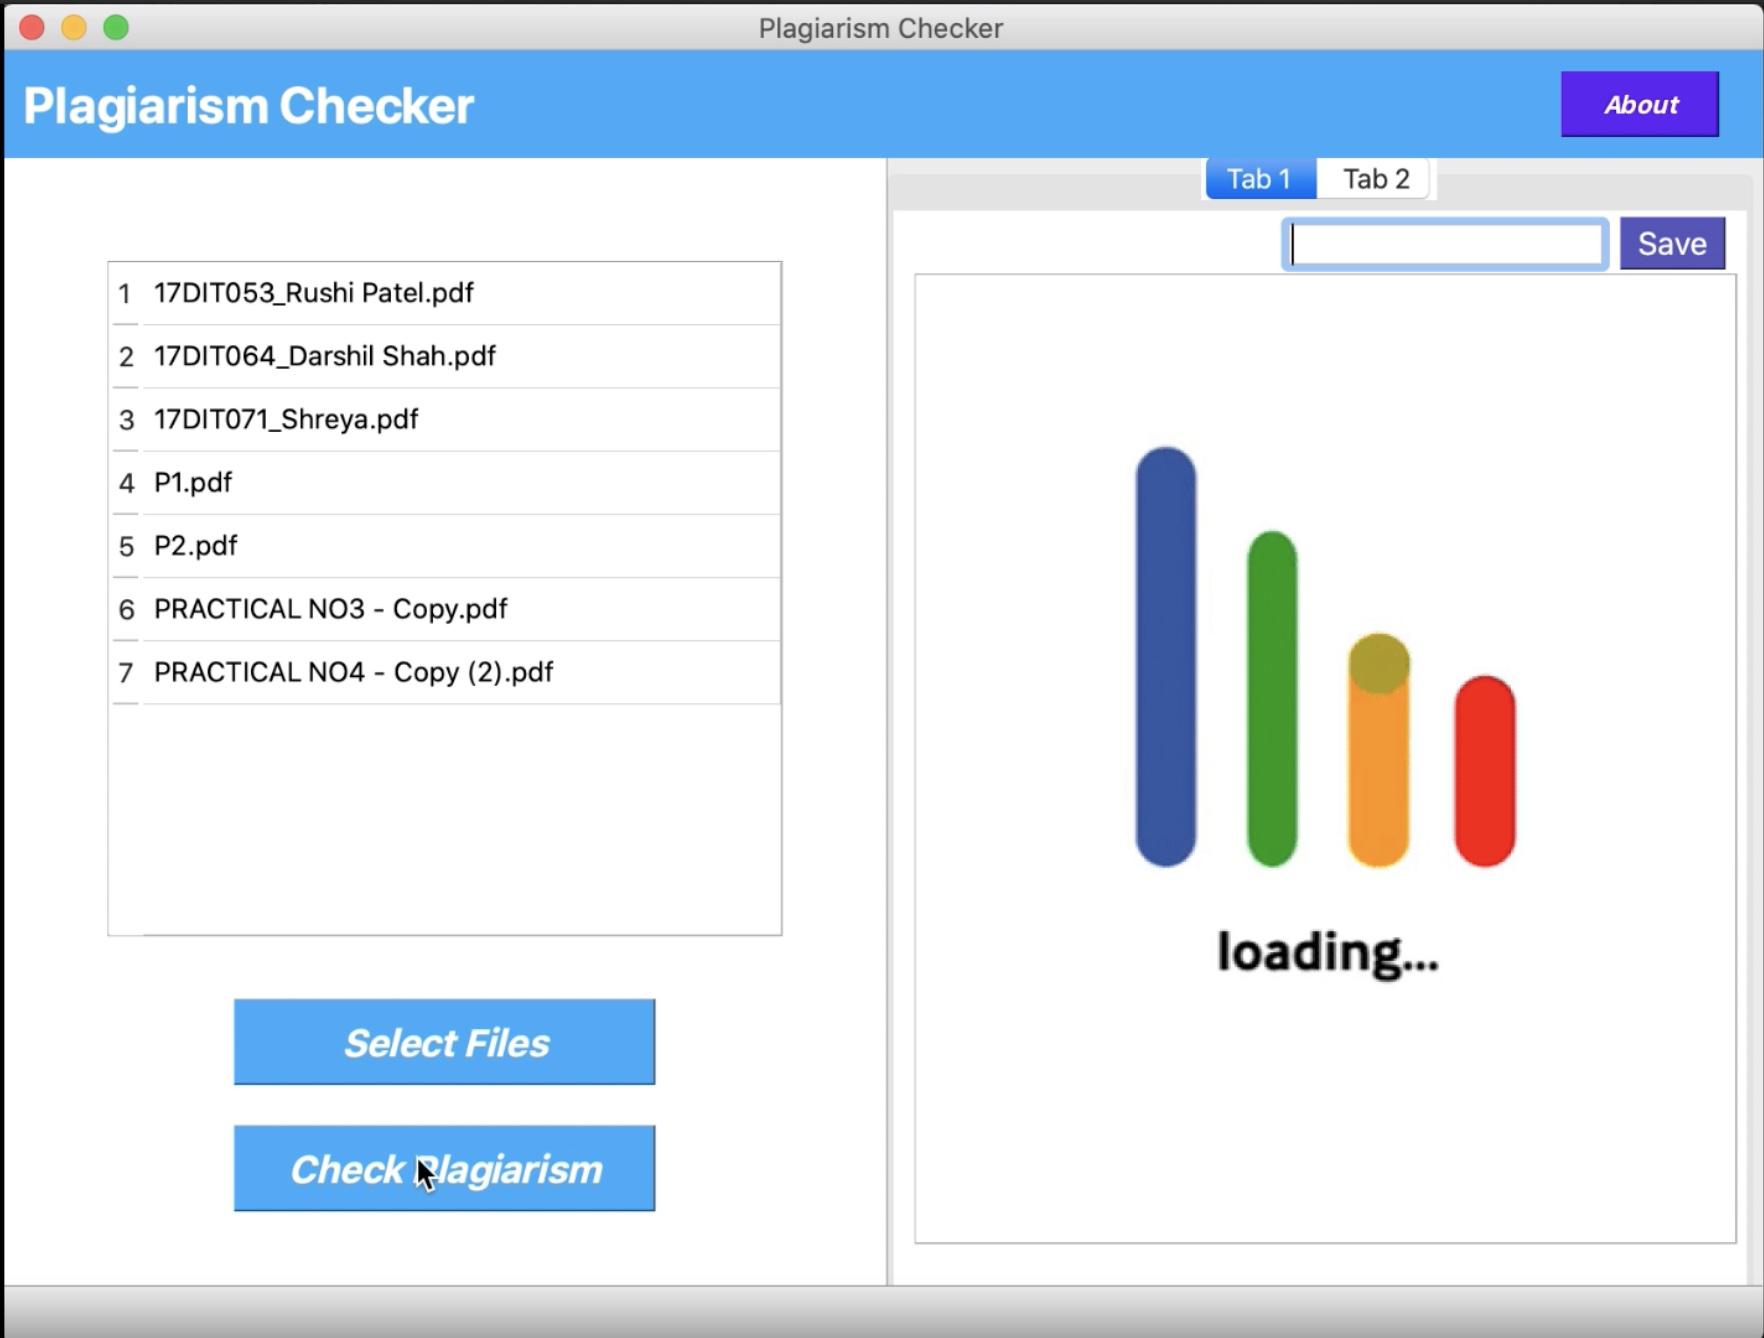 Plagiarism Checker
Plagiarism Checker
About
Tab 1 Tab 2
Save
1 17DIT053_Rushi Patel.pdf
2 17DIT064_Darshil Shah.pdf
3 17DIT071_Shreya.pdf
4 P1.pdf
5 P2.pdf
6 PRACTICAL NO3 - Copy.pdf
7 PRACTICAL NO4 - Copy (2).pdf
loading...
Select Files
Check Plagiarism